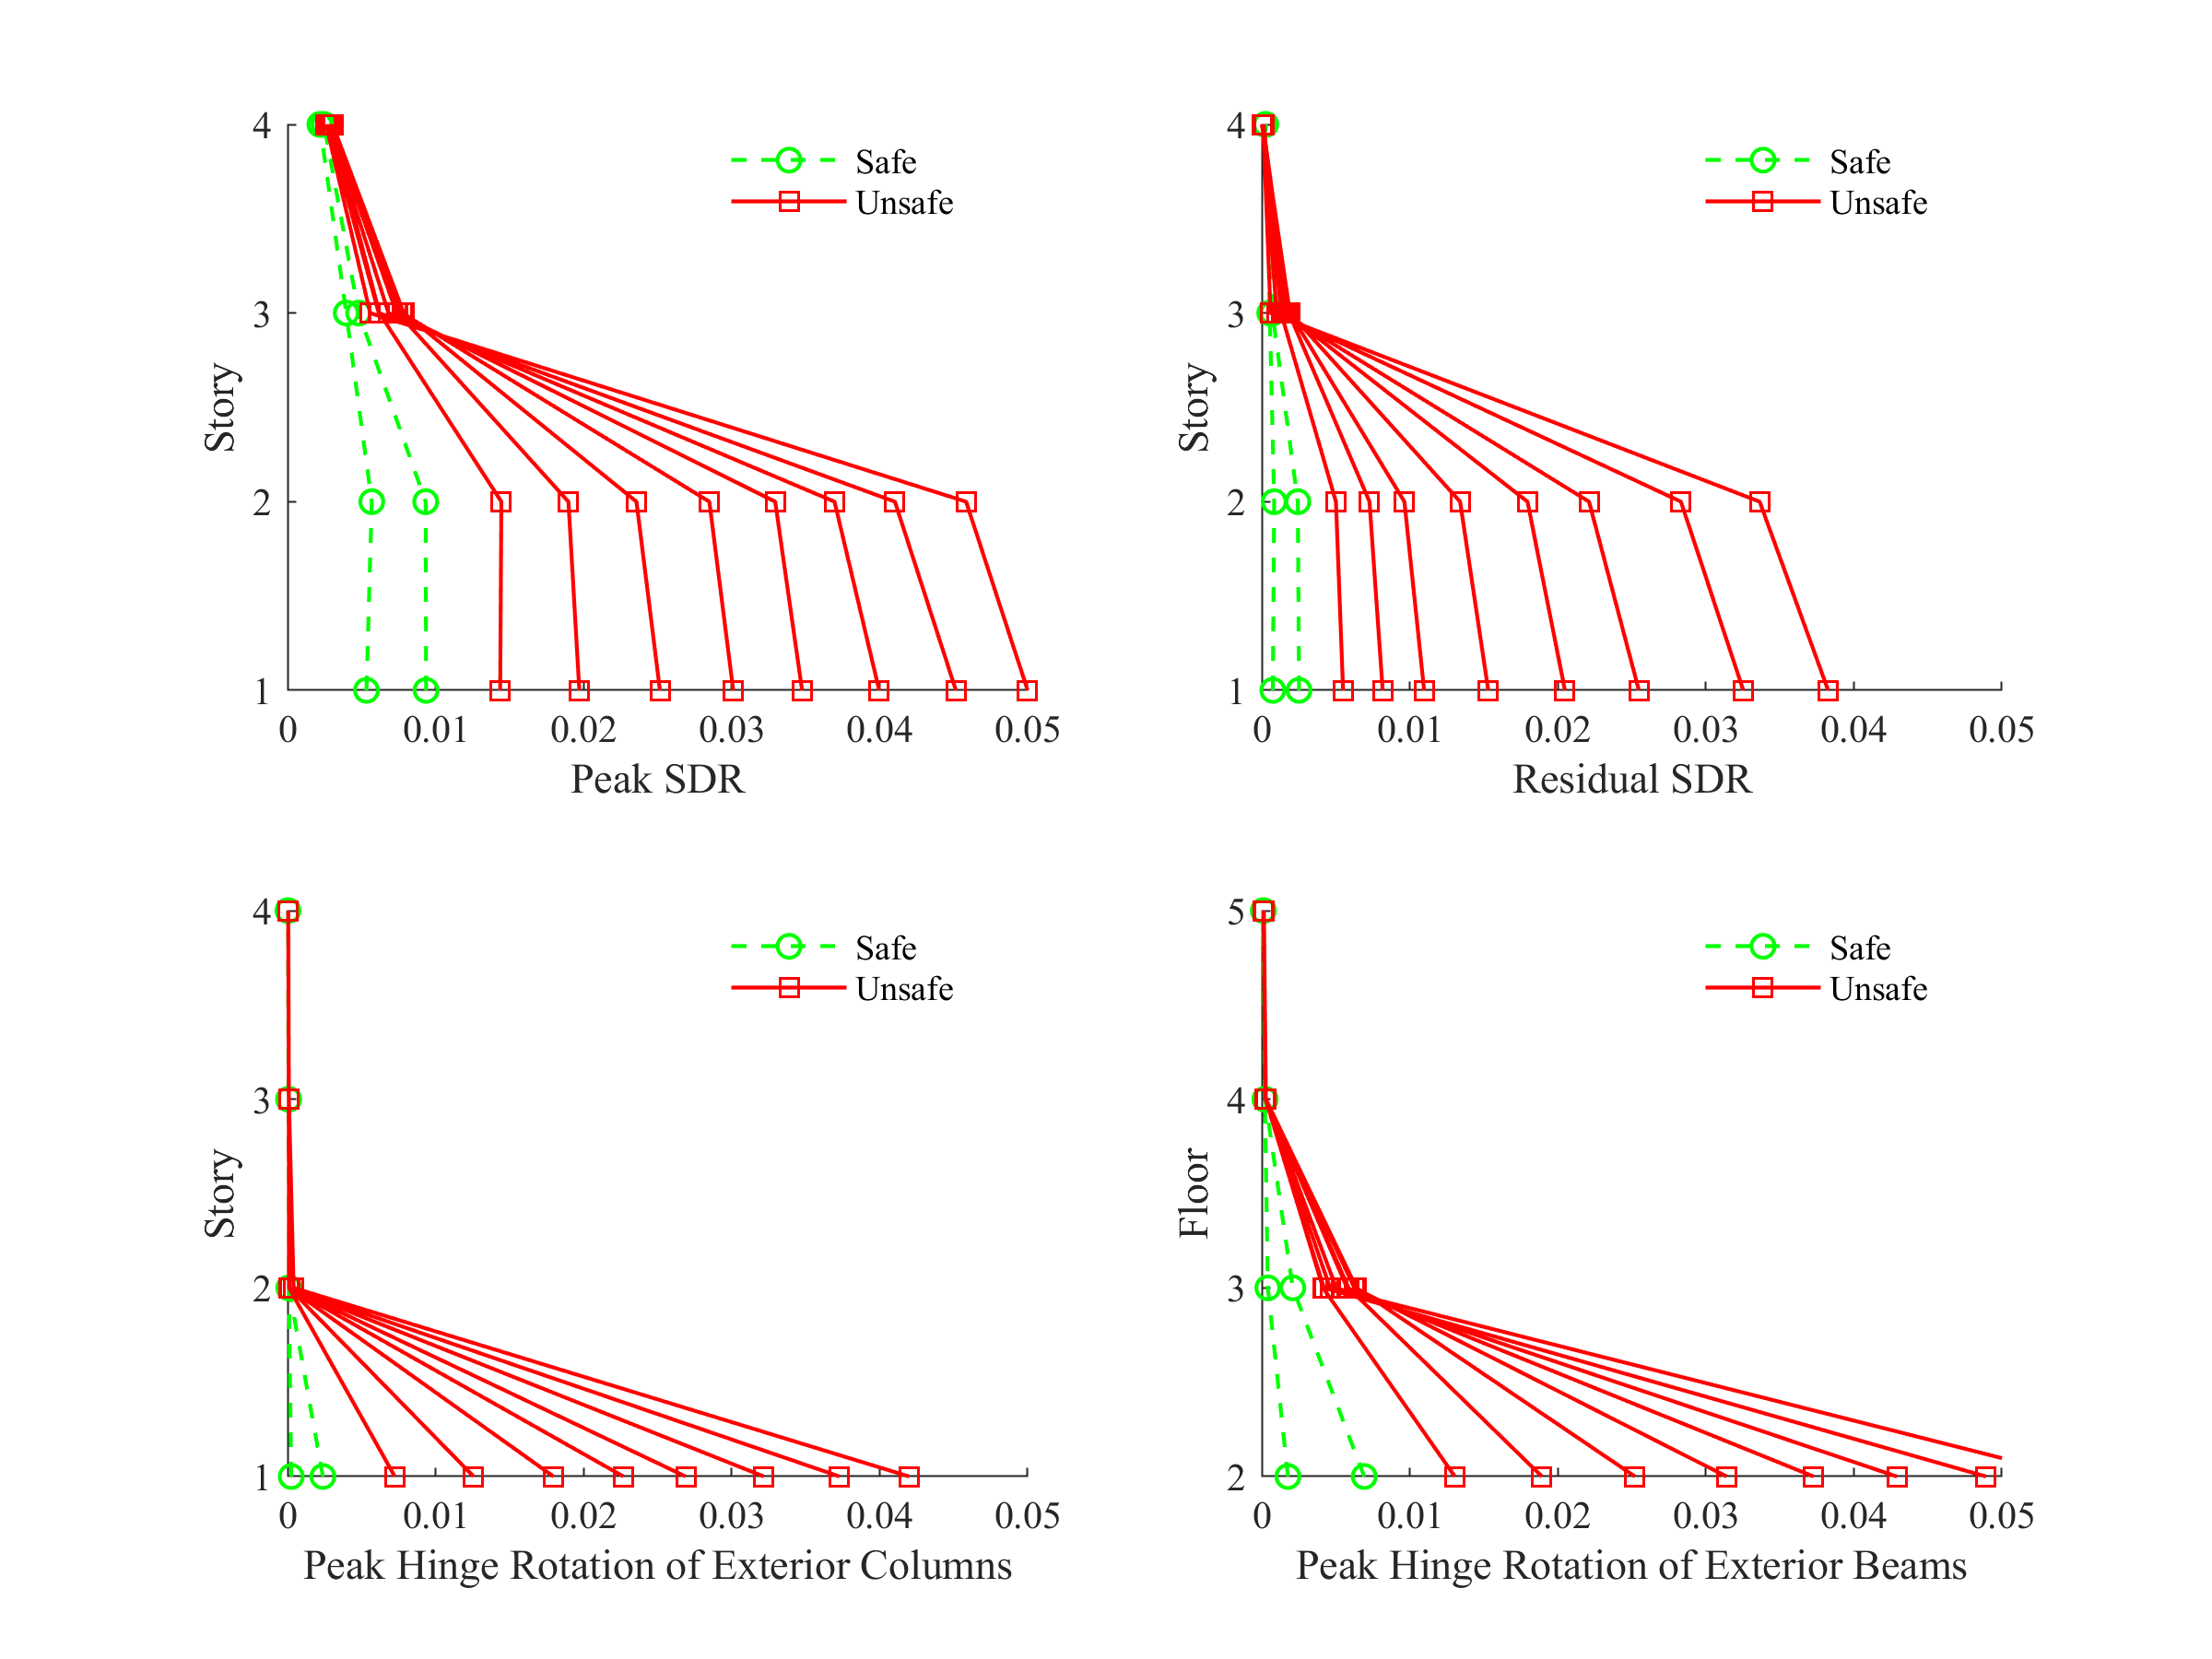 4
3
2
1
Story
0 0.01 0.02 0.03 0.04 0.05
Peak SDR
Safe
Unsafe
4
3
2
1
Story
0 0.01 0.02 0.03 0.04 0.05
Residual SDR
Safe
Unsafe
4
3
2
1
Story
0 0.01 0.02 0.03 0.04 0.05
Peak Hinge Rotation of Exterior Columns
Safe
Unsafe
5
4
3
2
Floor
0 0.01 0.02 0.03 0.04 0.05
Peak Hinge Rotation of Exterior Beams
Safe
Unsafe